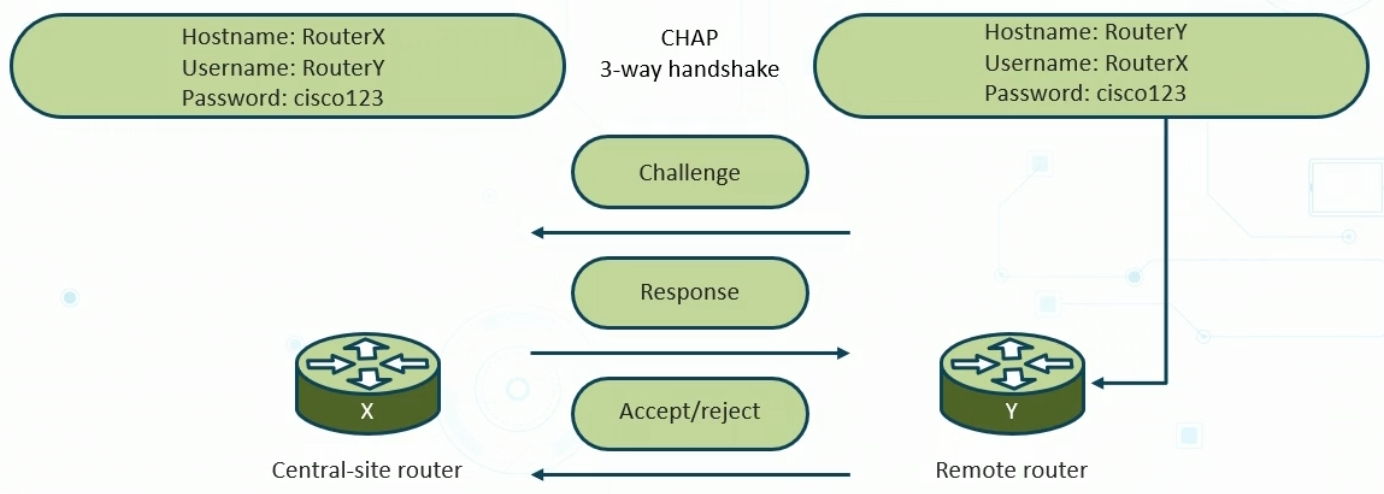 Hostname: RouterX
Username: RouterY
Password: cisco123
CHAP
3-way handshake
Hostname: RouterY
Username: RouterX
Password: cisco123
Challenge
Response
Accept/reject
X
Y
Central-site router
Remote router